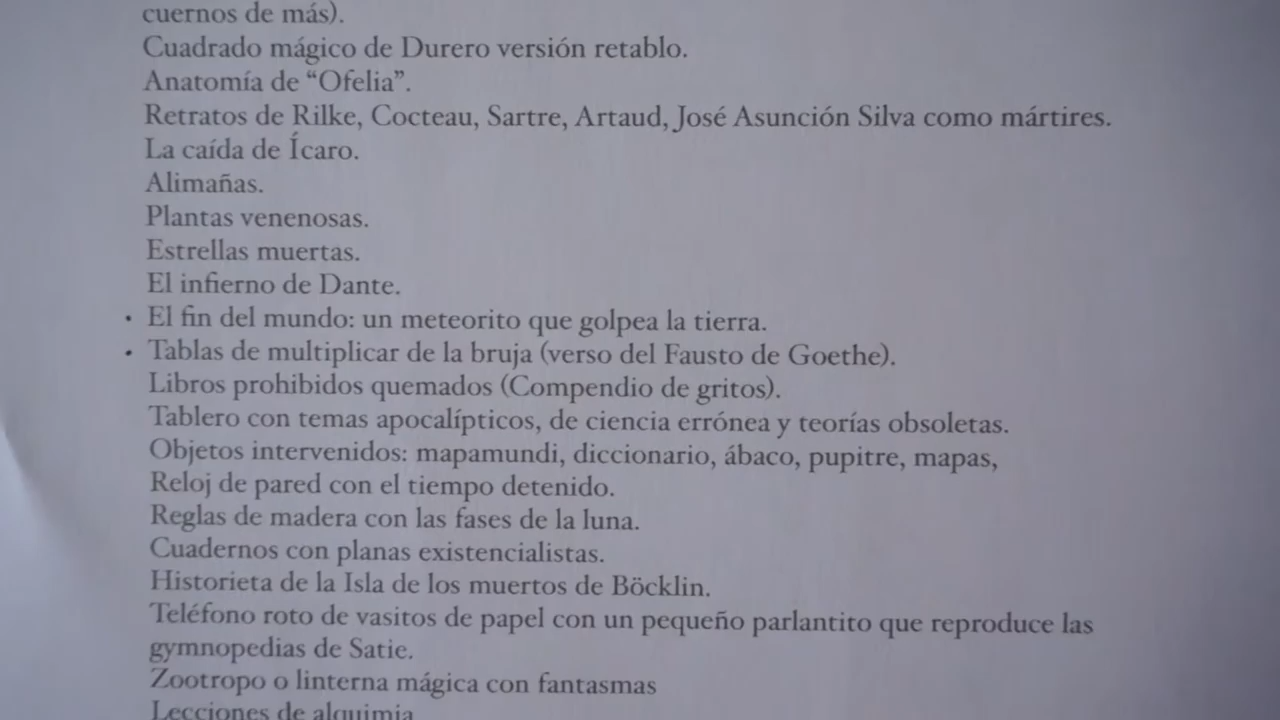 cuernos de más).
Cuadrado mágico de Durero versión retablo.
Anatomía de “Ofelia”.
Retratos de Rilke, Cocteau, Sartre, Artaud, José Asunción Silva como mártires.
La caída de Ícaro.
Alimañas.
Plantas venenosas.
Estrellas muertas.
El infierno de Dante.
· El fin del mundo: un meteorito que golpea la tierra.
· Tablas de multiplicar de la bruja (verso del Fausto de Goethe).
Libros prohibidos quemados (Compendio de gritos).
Tablero con temas apocalípticos, de ciencia errónea y teorías obsoletas.
Objetos intervenidos: mapamundi, diccionario, ábaco, pupitre, mapas,
Reloj de pared con el tiempo detenido.
Reglas de madera con las fases de la luna.
Cuadernos con planas existencialistas.
Historieta de la Isla de los muertos de Böcklin.
Teléfono roto de vasitos de papel con un pequeño parlantito que reproduce las
gymnopedias de Satie.
Zootropo o linterna mágica con fantasmas
Lecciones de alquimia